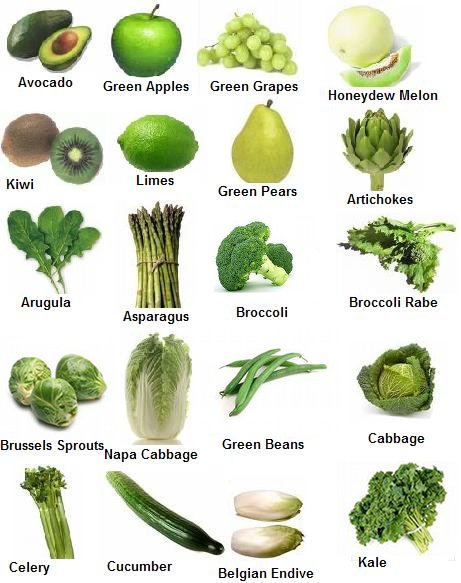 Avocado
Green Apples
Green Grapes
Honeydew Melon
Kiwi
Limes
Green Pears
Artichokes
Arugula
Asparagus
Broccoli
Broccoli Rabe
Brussels Sprouts
Napa Cabbage
Green Beans
Cabbage
Celery
Cucumber
Belgian Endive
Kale